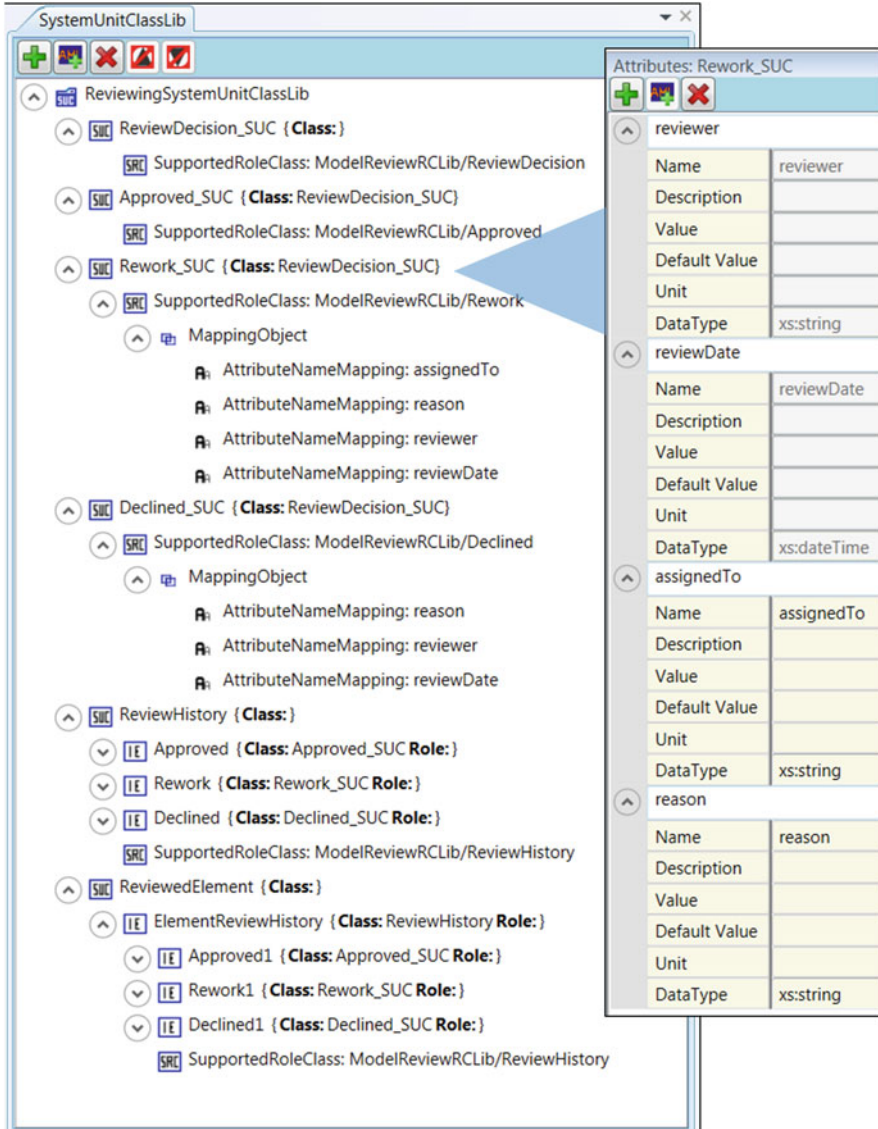 SystemUnitClassLib
ReviewingSystemUnitClassLib
ReviewDecision_SUC {Class:}
SupportedRoleClass: ModelReviewRCLib/ReviewDecision
Approved_SUC {Class: ReviewDecision_SUC}
SupportedRoleClass: ModelReviewRCLib/Approved
Rework_SUC {Class: ReviewDecision_SUC}
SupportedRoleClass: ModelReviewRCLib/Rework
MappingObject
AttributeNameMapping: assignedTo
AttributeNameMapping: reason
AttributeNameMapping: reviewer
AttributeNameMapping: reviewDate
Declined_SUC {Class: ReviewDecision_SUC}
SupportedRoleClass: ModelReviewRCLib/Declined
MappingObject
AttributeNameMapping: reason
AttributeNameMapping: reviewer
AttributeNameMapping: reviewDate
ReviewHistory {Class:}
Approved {Class: Approved_SUC Role:}
Rework {Class: Rework_SUC Role:}
Declined {Class: Declined_SUC Role:}
SupportedRoleClass: ModelReviewRCLib/ReviewHistory
ReviewedElement {Class:}
ElementReviewHistory {Class: ReviewHistory Role:}
Approved1 {Class: Approved_SUC Role:}
Rework1 {Class: Rework_SUC Role:}
Declined1 {Class: Declined_SUC Role:}
SupportedRoleClass: ModelReviewRCLib/ReviewHistory
Attributes: Rework_SUC
reviewer
Name reviewer
Description
Value
Default Value
Unit
DataType xs:string
reviewDate
Name reviewDate
Description
Value
Default Value
Unit
DataType xs:dateTime
assignedTo
Name assignedTo
Description
Value
Default Value
Unit
DataType xs:string
reason
Name reason
Description
Value
Default Value
Unit
DataType xs:string